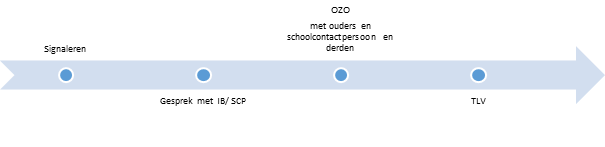 Signaleren
Gesprek met IB/ SCP
OZO
met ouders en
schoolcontactpersoon en
derden
TLV